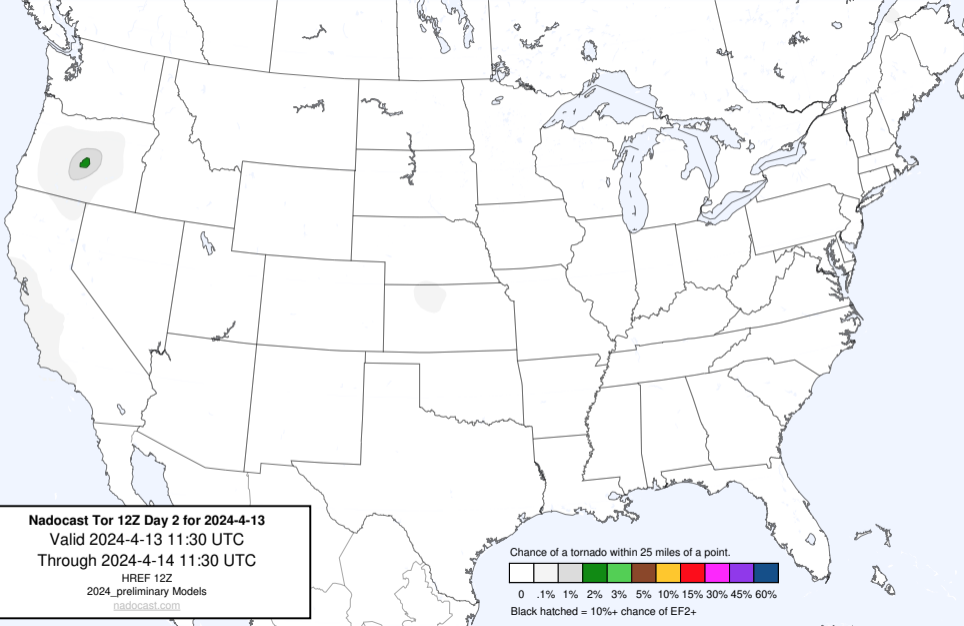 Nadocast Tor 12Z Day 2 for 2024-4-13
Valid 2024-4-13 11:30 UTC
Through 2024-4-14 11:30 UTC
HREF 12Z
2024_preliminary Models
nadocast.com
Chance of a tornado within 25 miles of a point.
0 .1% 1% 2% 3% 5% 10% 15% 30% 45% 60%
Black hatched = 10%+ chance of EF2+